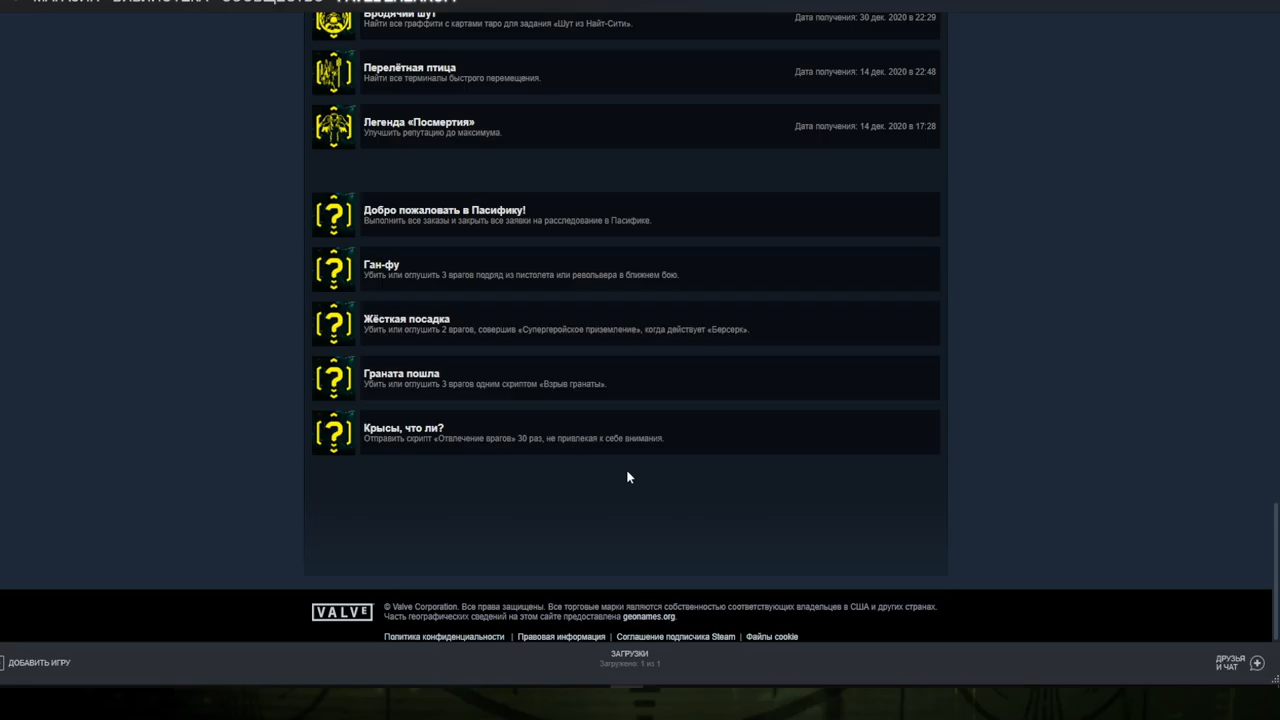 Бродячий шут
Найти все граффити с картами таро для задания «Шут из Найт-Сити».
Дата получения: 30 дек. 2020 в 22:29
Перелётная птица
Найти все терминалы быстрого перемещения.
Дата получения: 14 дек. 2020 в 22:48
Легенда «Посмертия»
Улучшить репутацию до максимума.
Дата получения: 14 дек. 2020 в 17:28
Добро пожаловать в Пасифику!
Выполнить все заказы и закрыть все заявки на расследование в Пасифике.
Ган-фу
Убить или оглушить 3 врагов подряд из пистолета или револьвера в ближнем бою.
Жёсткая посадка
Убить или оглушить 2 врагов, совершив «Супергеройское приземление», когда действует «Берсерк».
Граната пошла
Убить или оглушить 3 врагов одним скриптом «Взрыв гранаты».
Крысы, что ли?
Отправить скрипт «Отвлечение врагов» 30 раз, не привлекая к себе внимания.
VALVE
© Valve Corporation. Все права защищены. Все торговые марки являются собственностью соответствующих владельцев в США и других странах.
Часть географических сведений на этом сайте предоставлена geonames.org.
Политика конфиденциальности | Правовая информация | Соглашение подписчика Steam | Файлы cookie
ДОБАВИТЬ ИГРУ
ЗАГРУЗКИ
Загружено: 1 из 1
ДРУЗЬЯ
И ЧАТ